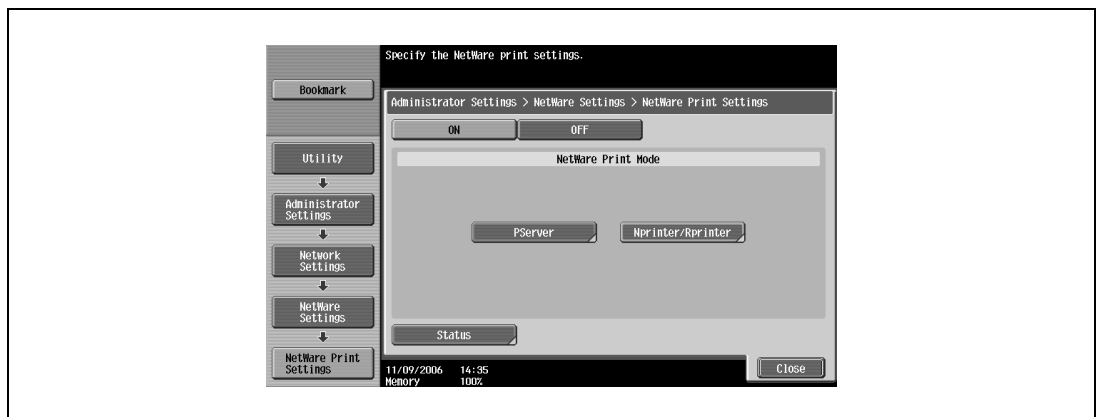 Specify the NetWare print settings.
Bookmark
Administrator Settings > NetWare Settings > NetWare Print Settings
ON
OFF
NetWare Print Mode
Utility
Administrator
Settings
PServer
Nprinter/Rprinter
Network
Settings
NetWare
Settings
Status
NetWare Print
Settings
11/09/2006 14:35
Memory 100%
Close